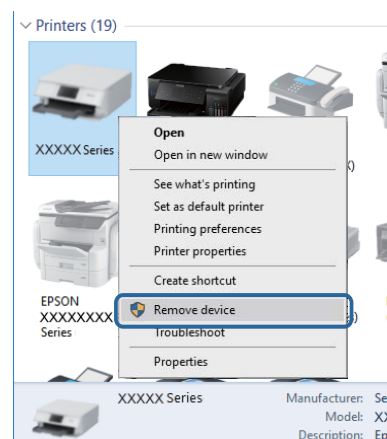 Printers (19)
XXXXX Series
Open
Open in new window
See what's printing
Set as default printer
Printing preferences
Printer properties
Create shortcut
Remove device
Troubleshoot
Properties
EPSON
XXXXXXXX
Series
XXXXX Series
Manufacturer:
Model:
Description: